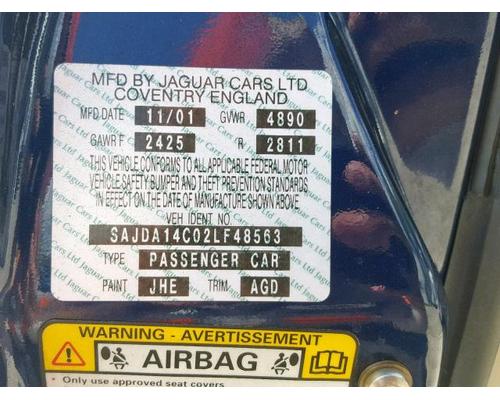 MFD BY JAGUAR CARS LTD
COVENTRY ENGLAND
MFD DATE 11/01 GVWR 4890
GAWR F 2425 R 2811
THIS VEHICLE CONFORMS TO ALL APPLICABLE FEDERAL MOTOR
VEHICLE SAFETY BUMPER AND THEFT PREVENTION STANDARDS
IN EFFECT ON THE DATE OF MANUFACTURE SHOWN ABOVE
VEH IDENT NO.
SAJDA14C02LF48563
TYPE PASSENGER CAR
PAINT JHE TRIM AGD
WARNING - AVERTISSEMENT
AIRBAG
• Only use approved seat covers